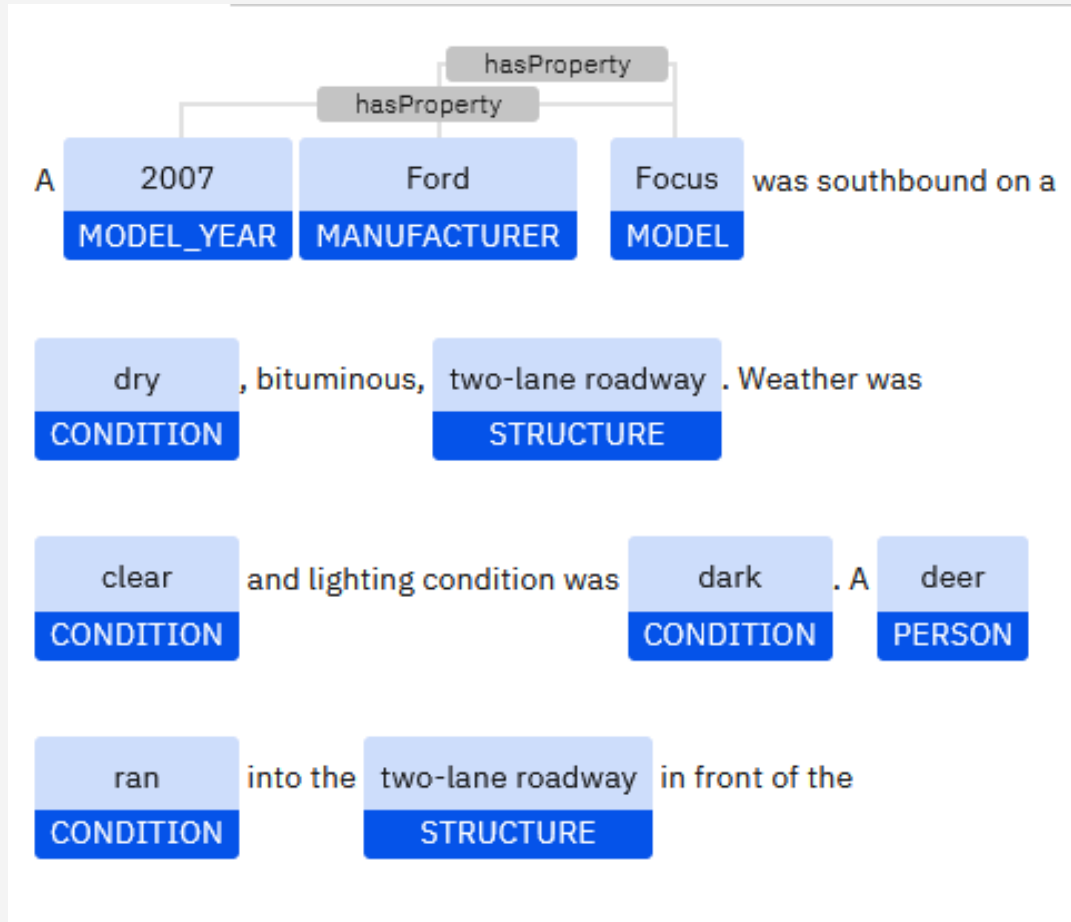 hasProperty
hasProperty
A 2007 Ford Focus was southbound on a
MODEL_YEAR MANUFACTURER MODEL
dry , bituminous, two-lane roadway . Weather was
CONDITION STRUCTURE
clear and lighting condition was dark . A deer
CONDITION CONDITION PERSON
ran into the two-lane roadway in front of the
CONDITION STRUCTURE